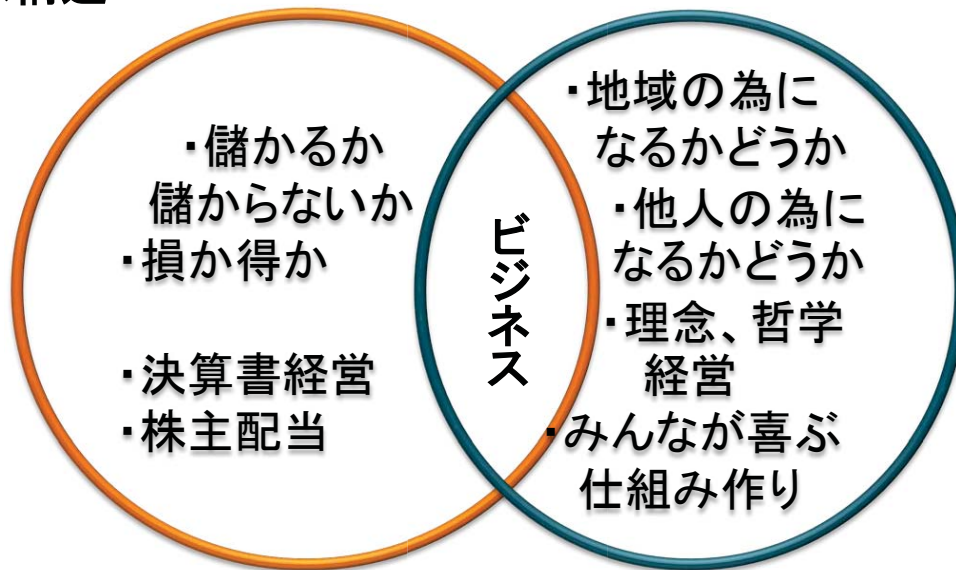 ・儲かるか
儲からないか
・損か得か
・決算書経営
・株主配当
ビジネス
・地域の為に
なるかどうか
・他人の為に
なるかどうか
・理念、哲学
経営
・みんなが喜ぶ
仕組み作り